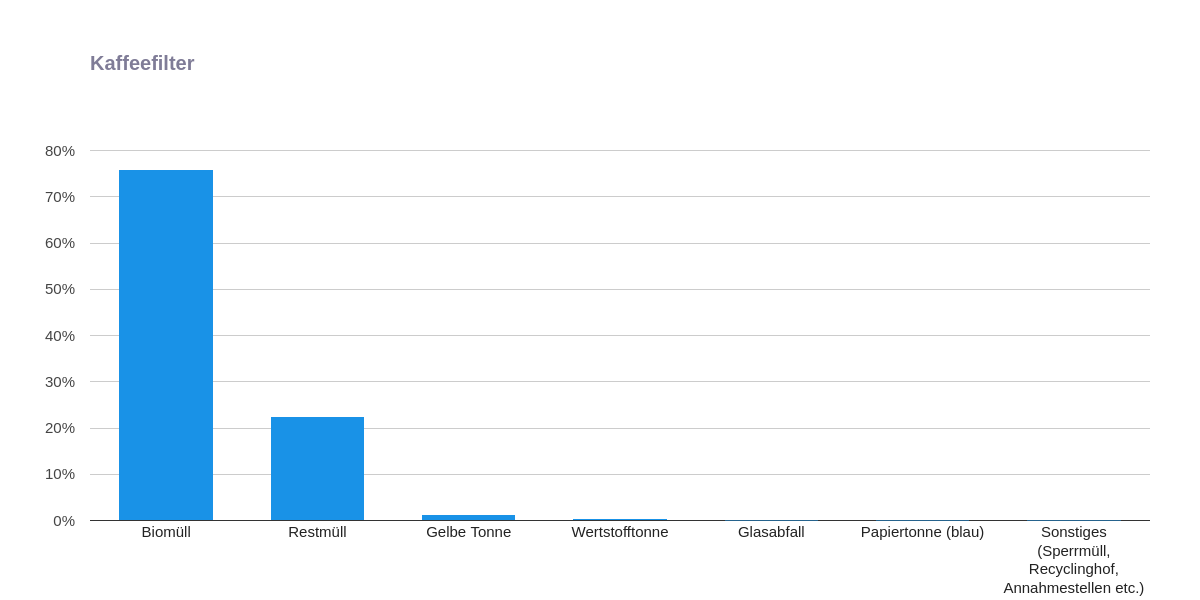 Kaffeefilter
80%
70%
60%
50%
40%
30%
20%
10%
0%
Biomüll
Restmüll
Gelbe Tonne
Wertstofftonne
Glasabfall
Papiertonne (blau)
Sonstiges
(Sperrmüll,
Recyclinghof,
Annahmestellen etc.)